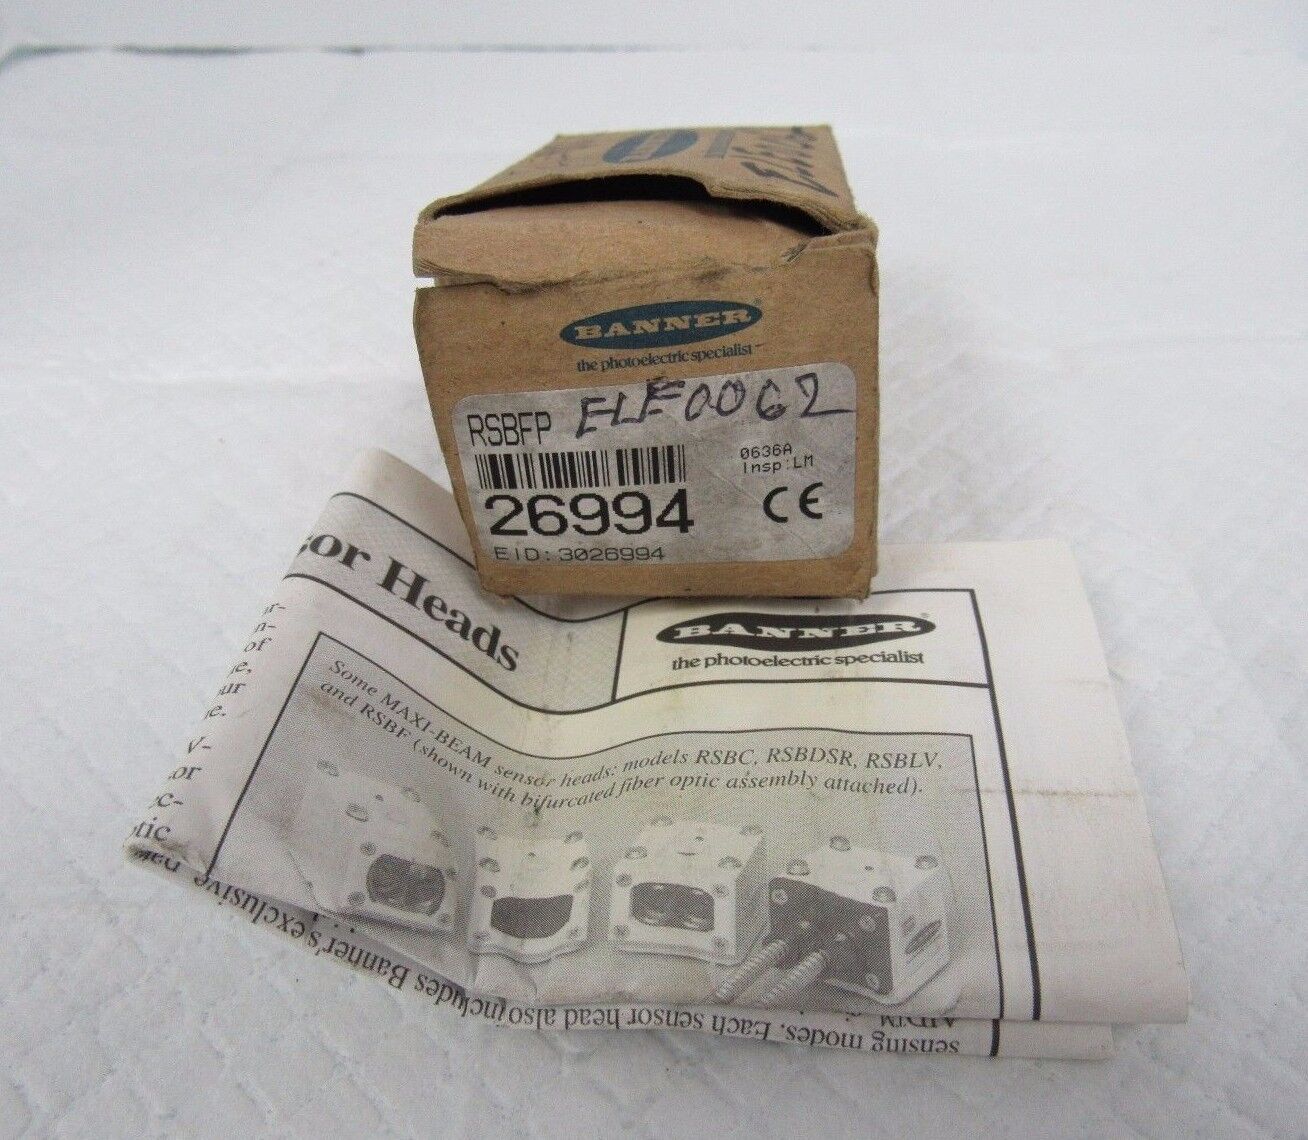 BANNER
the photoelectric specialist
RSBFP ELF0062
0636A
Insp:LM
26994
CE
EID:3026994
sor Heads
BANNER
the photoelectric specialist
Some MAXI-BEAM sensor heads: models RSBC, RSBDSR, RSBLV,
and RSBF (shown with bifurcated fiber optic assembly attached).
of
sensing modes. Each sensor head also includes Banner's exclusive